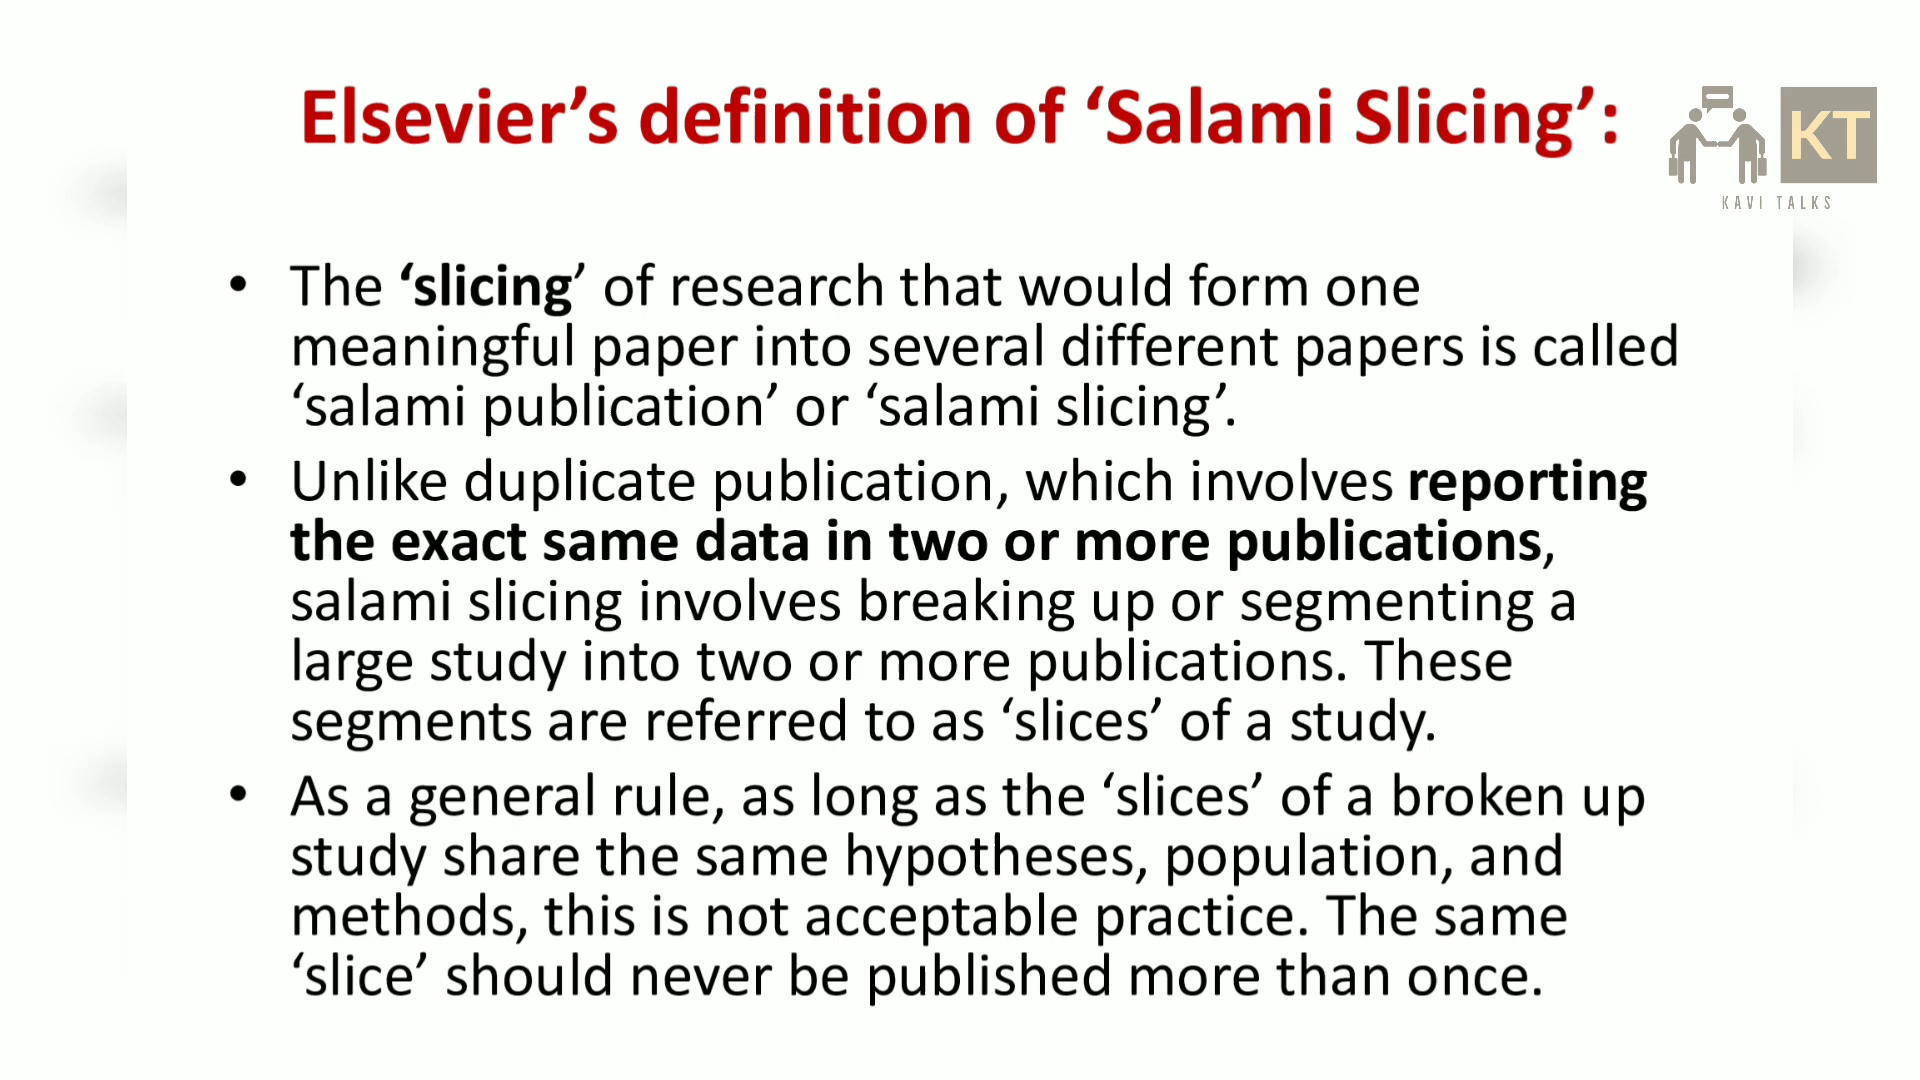 Elsevier’s definition of ‘Salami Slicing’:
KT
KAVI TALKS
• The ‘slicing’ of research that would form one
meaningful paper into several different papers is called
‘salami publication’ or ‘salami slicing’.
• Unlike duplicate publication, which involves reporting
the exact same data in two or more publications,
salami slicing involves breaking up or segmenting a
large study into two or more publications. These
segments are referred to as ‘slices’ of a study.
• As a general rule, as long as the ‘slices’ of a broken up
study share the same hypotheses, population, and
methods, this is not acceptable practice. The same
‘slice’ should never be published more than once.